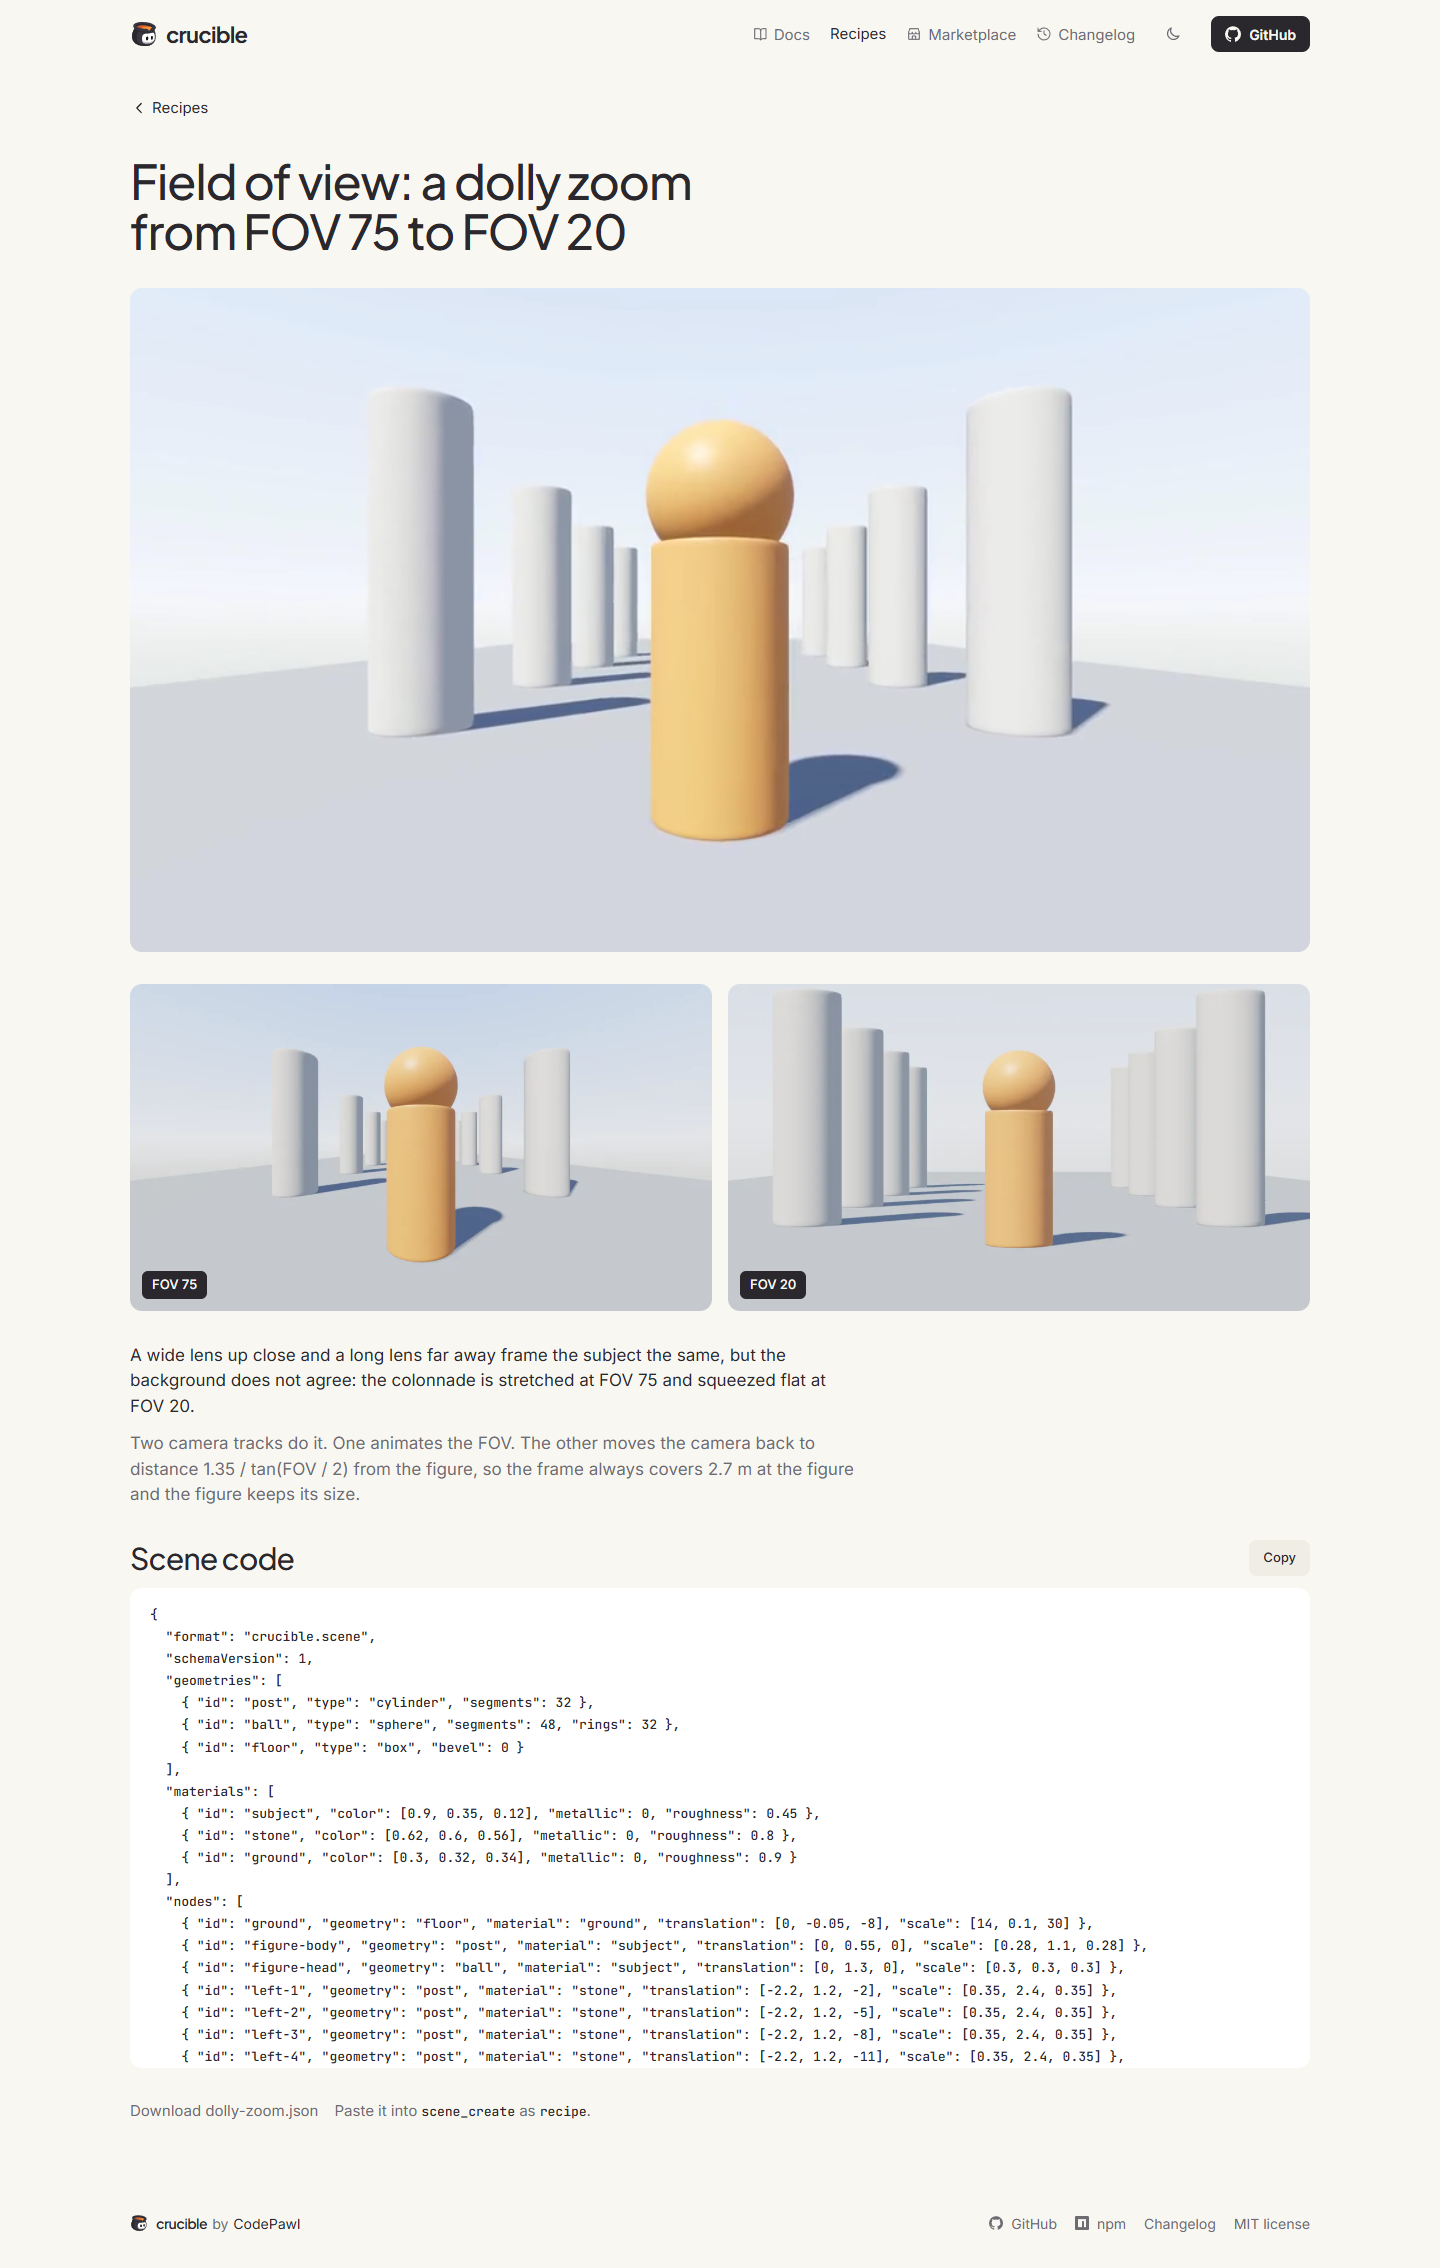 crucible
Docs
Recipes
Marketplace
Changelog
GitHub
Recipes
Field of view: a dolly zoom
from FOV 75 to FOV 20
FOV 75
FOV 20
A wide lens up close and a long lens far away frame the subject the same, but the
background does not agree: the colonnade is stretched at FOV 75 and squeezed flat at
FOV 20.
Two camera tracks do it. One animates the FOV. The other moves the camera back to
distance 1.35 / tan(FOV / 2) from the figure, so the frame always covers 2.7 m at the figure
and the figure keeps its size.
Scene code
Copy
{
  "format": "crucible.scene",
  "schemaVersion": 1,
  "geometries": [
    { "id": "post", "type": "cylinder", "segments": 32 },
    { "id": "ball", "type": "sphere", "segments": 48, "rings": 32 },
    { "id": "floor", "type": "box", "bevel": 0 }
  ],
  "materials": [
    { "id": "subject", "color": [0.9, 0.35, 0.12], "metallic": 0, "roughness": 0.45 },
    { "id": "stone", "color": [0.62, 0.6, 0.56], "metallic": 0, "roughness": 0.8 },
    { "id": "ground", "color": [0.3, 0.32, 0.34], "metallic": 0, "roughness": 0.9 }
  ],
  "nodes": [
    { "id": "ground", "geometry": "floor", "material": "ground", "translation": [0, -0.05, -8], "scale": [14, 0.1, 30] },
    { "id": "figure-body", "geometry": "post", "material": "subject", "translation": [0, 0.55, 0], "scale": [0.28, 1.1, 0.28] },
    { "id": "figure-head", "geometry": "ball", "material": "subject", "translation": [0, 1.3, 0], "scale": [0.3, 0.3, 0.3] },
    { "id": "left-1", "geometry": "post", "material": "stone", "translation": [-2.2, 1.2, -2], "scale": [0.35, 2.4, 0.35] },
    { "id": "left-2", "geometry": "post", "material": "stone", "translation": [-2.2, 1.2, -5], "scale": [0.35, 2.4, 0.35] },
    { "id": "left-3", "geometry": "post", "material": "stone", "translation": [-2.2, 1.2, -8], "scale": [0.35, 2.4, 0.35] },
    { "id": "left-4", "geometry": "post", "material": "stone", "translation": [-2.2, 1.2, -11], "scale": [0.35, 2.4, 0.35] },
Download dolly-zoom.json
Paste it into scene_create as recipe.
crucible by CodePawl
GitHub
npm
Changelog
MIT license